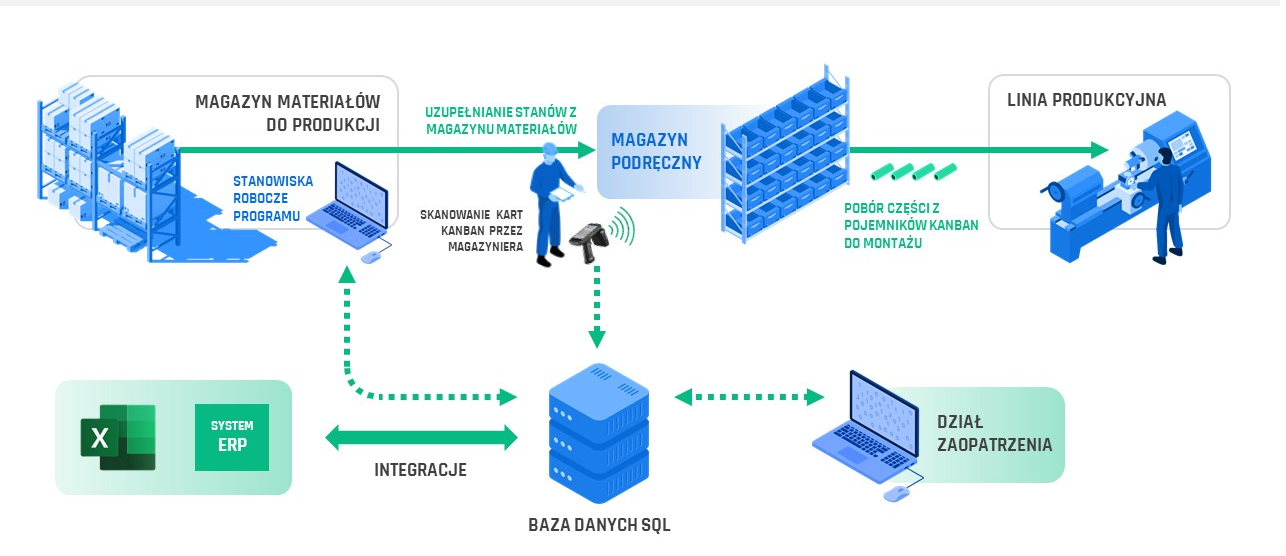 MAGAZYN MATERIAŁÓW
DO PRODUKCJI
STANOWISKA
ROBOCZE
PROGRAMU
UZUPEŁNIANIE STANÓW Z
MAGAZYNU MATERIAŁÓW
SKANOWANIE KART
KANBAN PRZEZ
MAGAZYNIERA
MAGAZYN
PODRĘCZNY
POBÓR CZĘŚCI Z
POJEMNIKÓW KANBAN
DO MONTAŻU
LINIA PRODUKCYJNA
X
SYSTEM
ERP
INTEGRACJE
BAZA DANYCH SQL
DZIAŁ
ZAOPATRZENIA